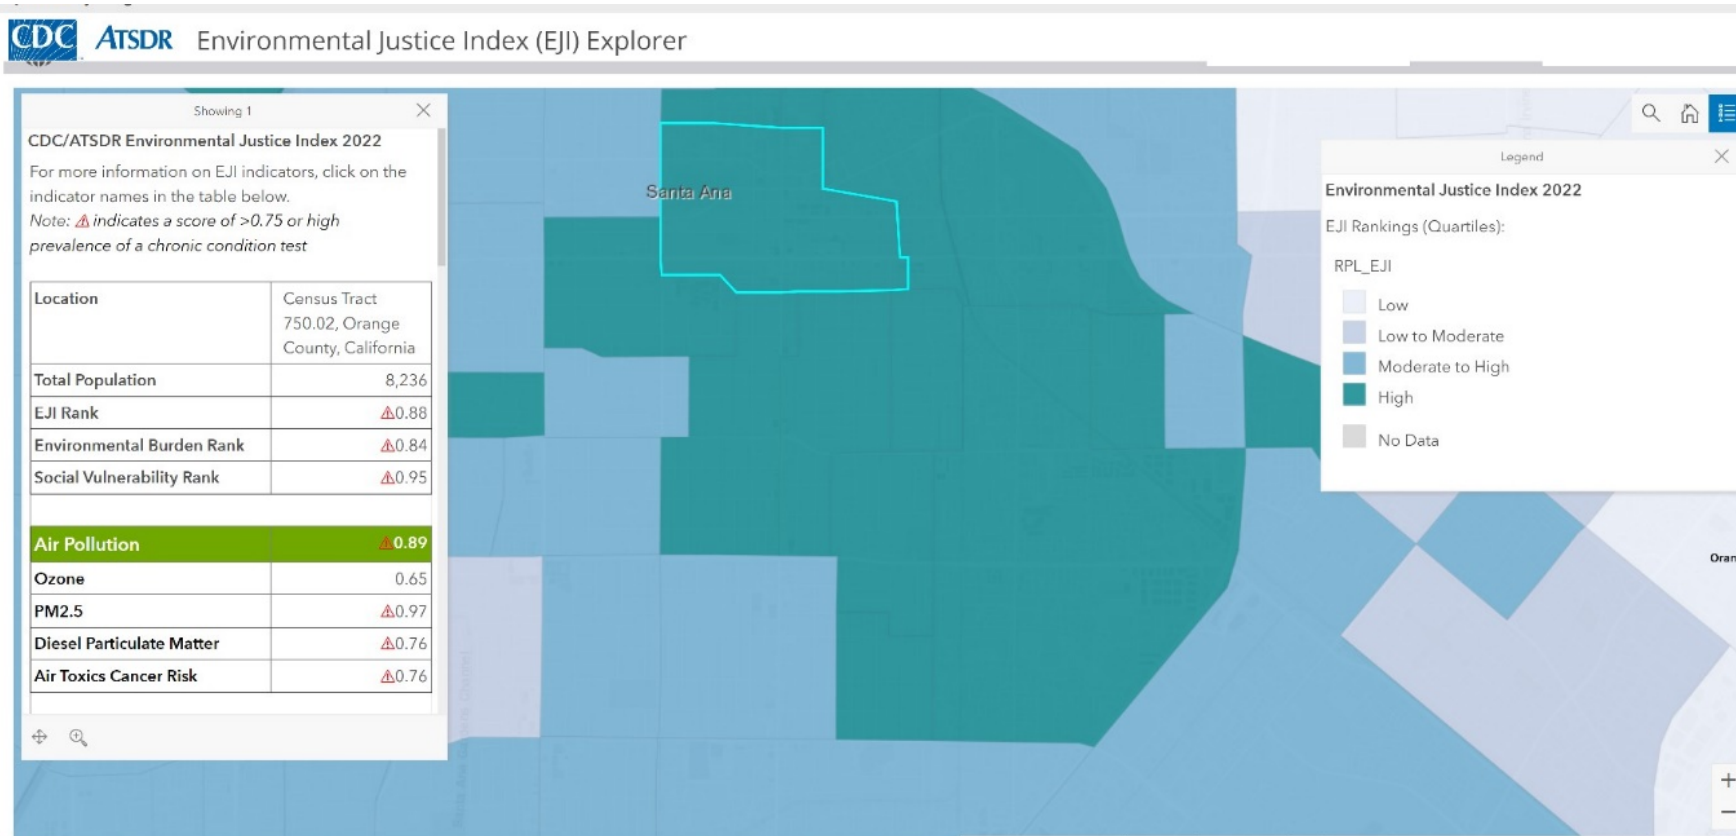 CDC ATSDR Environmental Justice Index (EJI) Explorer
Showing 1
CDC/ATSDR Environmental Justice Index 2022
For more information on EJI indicators, click on the
indicator names in the table below.
Note: ⚠ indicates a score of >0.75 or high
prevalence of a chronic condition test
Location Census Tract
750.02, Orange
County, California
Total Population 8,236
EJI Rank ⚠0.88
Environmental Burden Rank ⚠0.84
Social Vulnerability Rank ⚠0.95
Air Pollution ⚠0.89
Ozone 0.65
PM2.5 ⚠0.97
Diesel Particulate Matter ⚠0.76
Air Toxics Cancer Risk ⚠0.76
Santa Ana
Legend
Environmental Justice Index 2022
EJI Rankings (Quartiles):
RPL_EJI
Low
Low to Moderate
Moderate to High
High
No Data
Oran